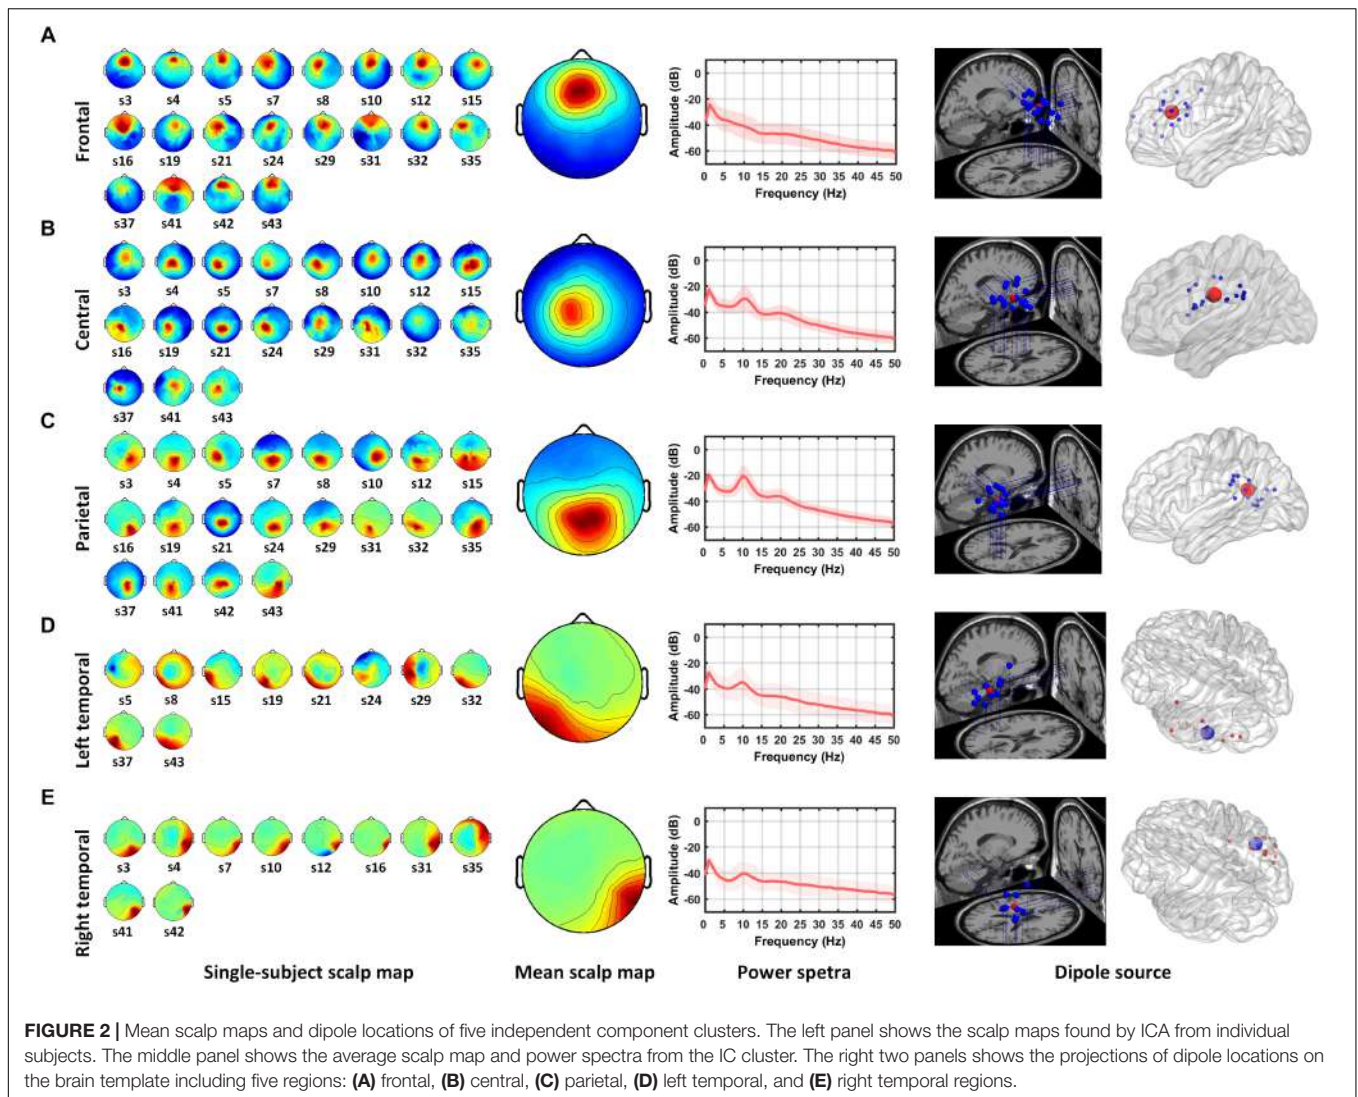 A
Frontal
s3 s4 s5 s7 s8 s10 s12 s15
s16 s19 s21 s24 s29 s31 s32 s35
s37 s41 s42 s43
Amplitude (dB)
0
-20
-40
-60
0 5 10 15 20 25 30 35 40 45 50
Frequency (Hz)
B
Central
s3 s4 s5 s7 s8 s10 s12 s15
s16 s19 s21 s24 s29 s31 s32 s35
s37 s41 s43
Amplitude (dB)
0
-20
-40
-60
0 5 10 15 20 25 30 35 40 45 50
Frequency (Hz)
C
Parietal
s3 s4 s5 s7 s8 s10 s12 s15
s16 s19 s21 s24 s29 s31 s32 s35
s37 s41 s42 s43
Amplitude (dB)
0
-20
-40
-60
0 5 10 15 20 25 30 35 40 45 50
Frequency (Hz)
D
Left temporal
s5 s8 s15 s19 s21 s24 s29 s32
s37 s43
Amplitude (dB)
0
-20
-40
-60
0 5 10 15 20 25 30 35 40 45 50
Frequency (Hz)
E
Right temporal
s3 s4 s7 s10 s12 s16 s31 s35
s41 s42
Amplitude (dB)
0
-20
-40
-60
0 5 10 15 20 25 30 35 40 45 50
Frequency (Hz)
Single-subject scalp map Mean scalp map Power spetra Dipole source
FIGURE 2 | Mean scalp maps and dipole locations of five independent component clusters. The left panel shows the scalp maps found by ICA from individual
subjects. The middle panel shows the average scalp map and power spectra from the IC cluster. The right two panels shows the projections of dipole locations on
the brain template including five regions: (A) frontal, (B) central, (C) parietal, (D) left temporal, and (E) right temporal regions.